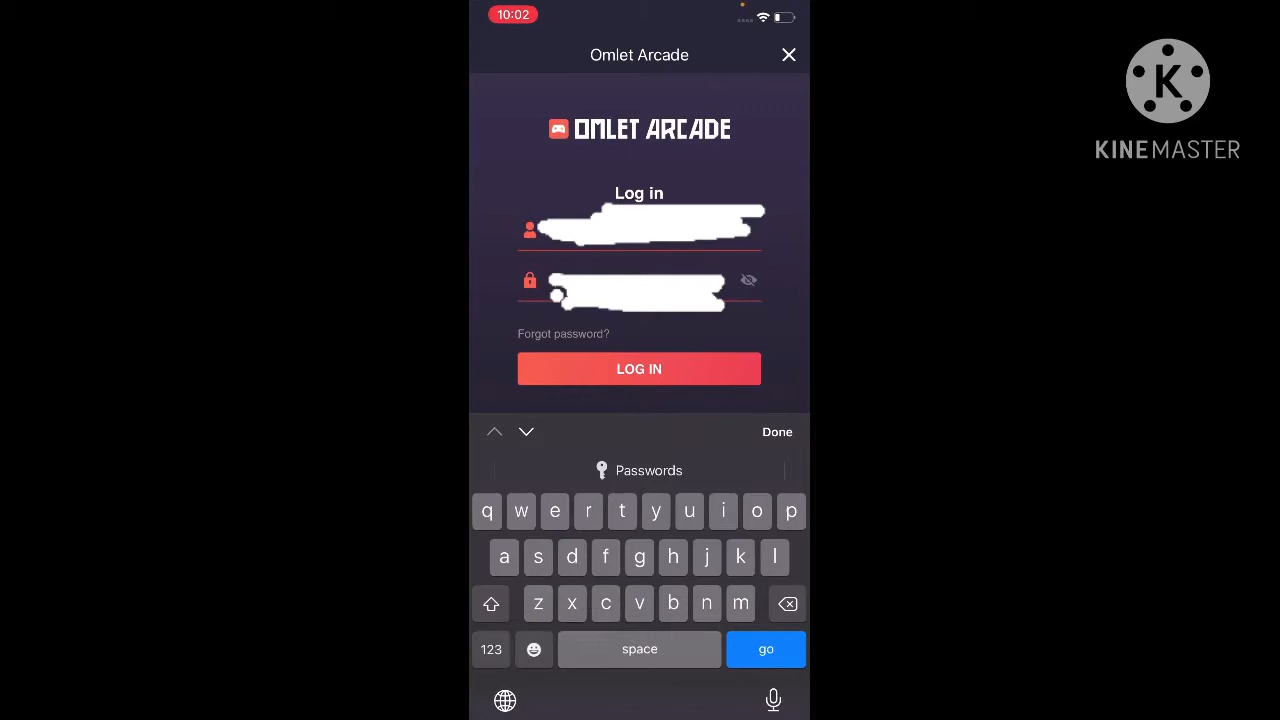 10:02
Omlet Arcade
OMLET ARCADE
K
KINEMASTER
Log in
Forgot password?
LOG IN
Done
Passwords
q w e r t y u i o p
a s d f g h j k l
z x c v b n m
123 space go